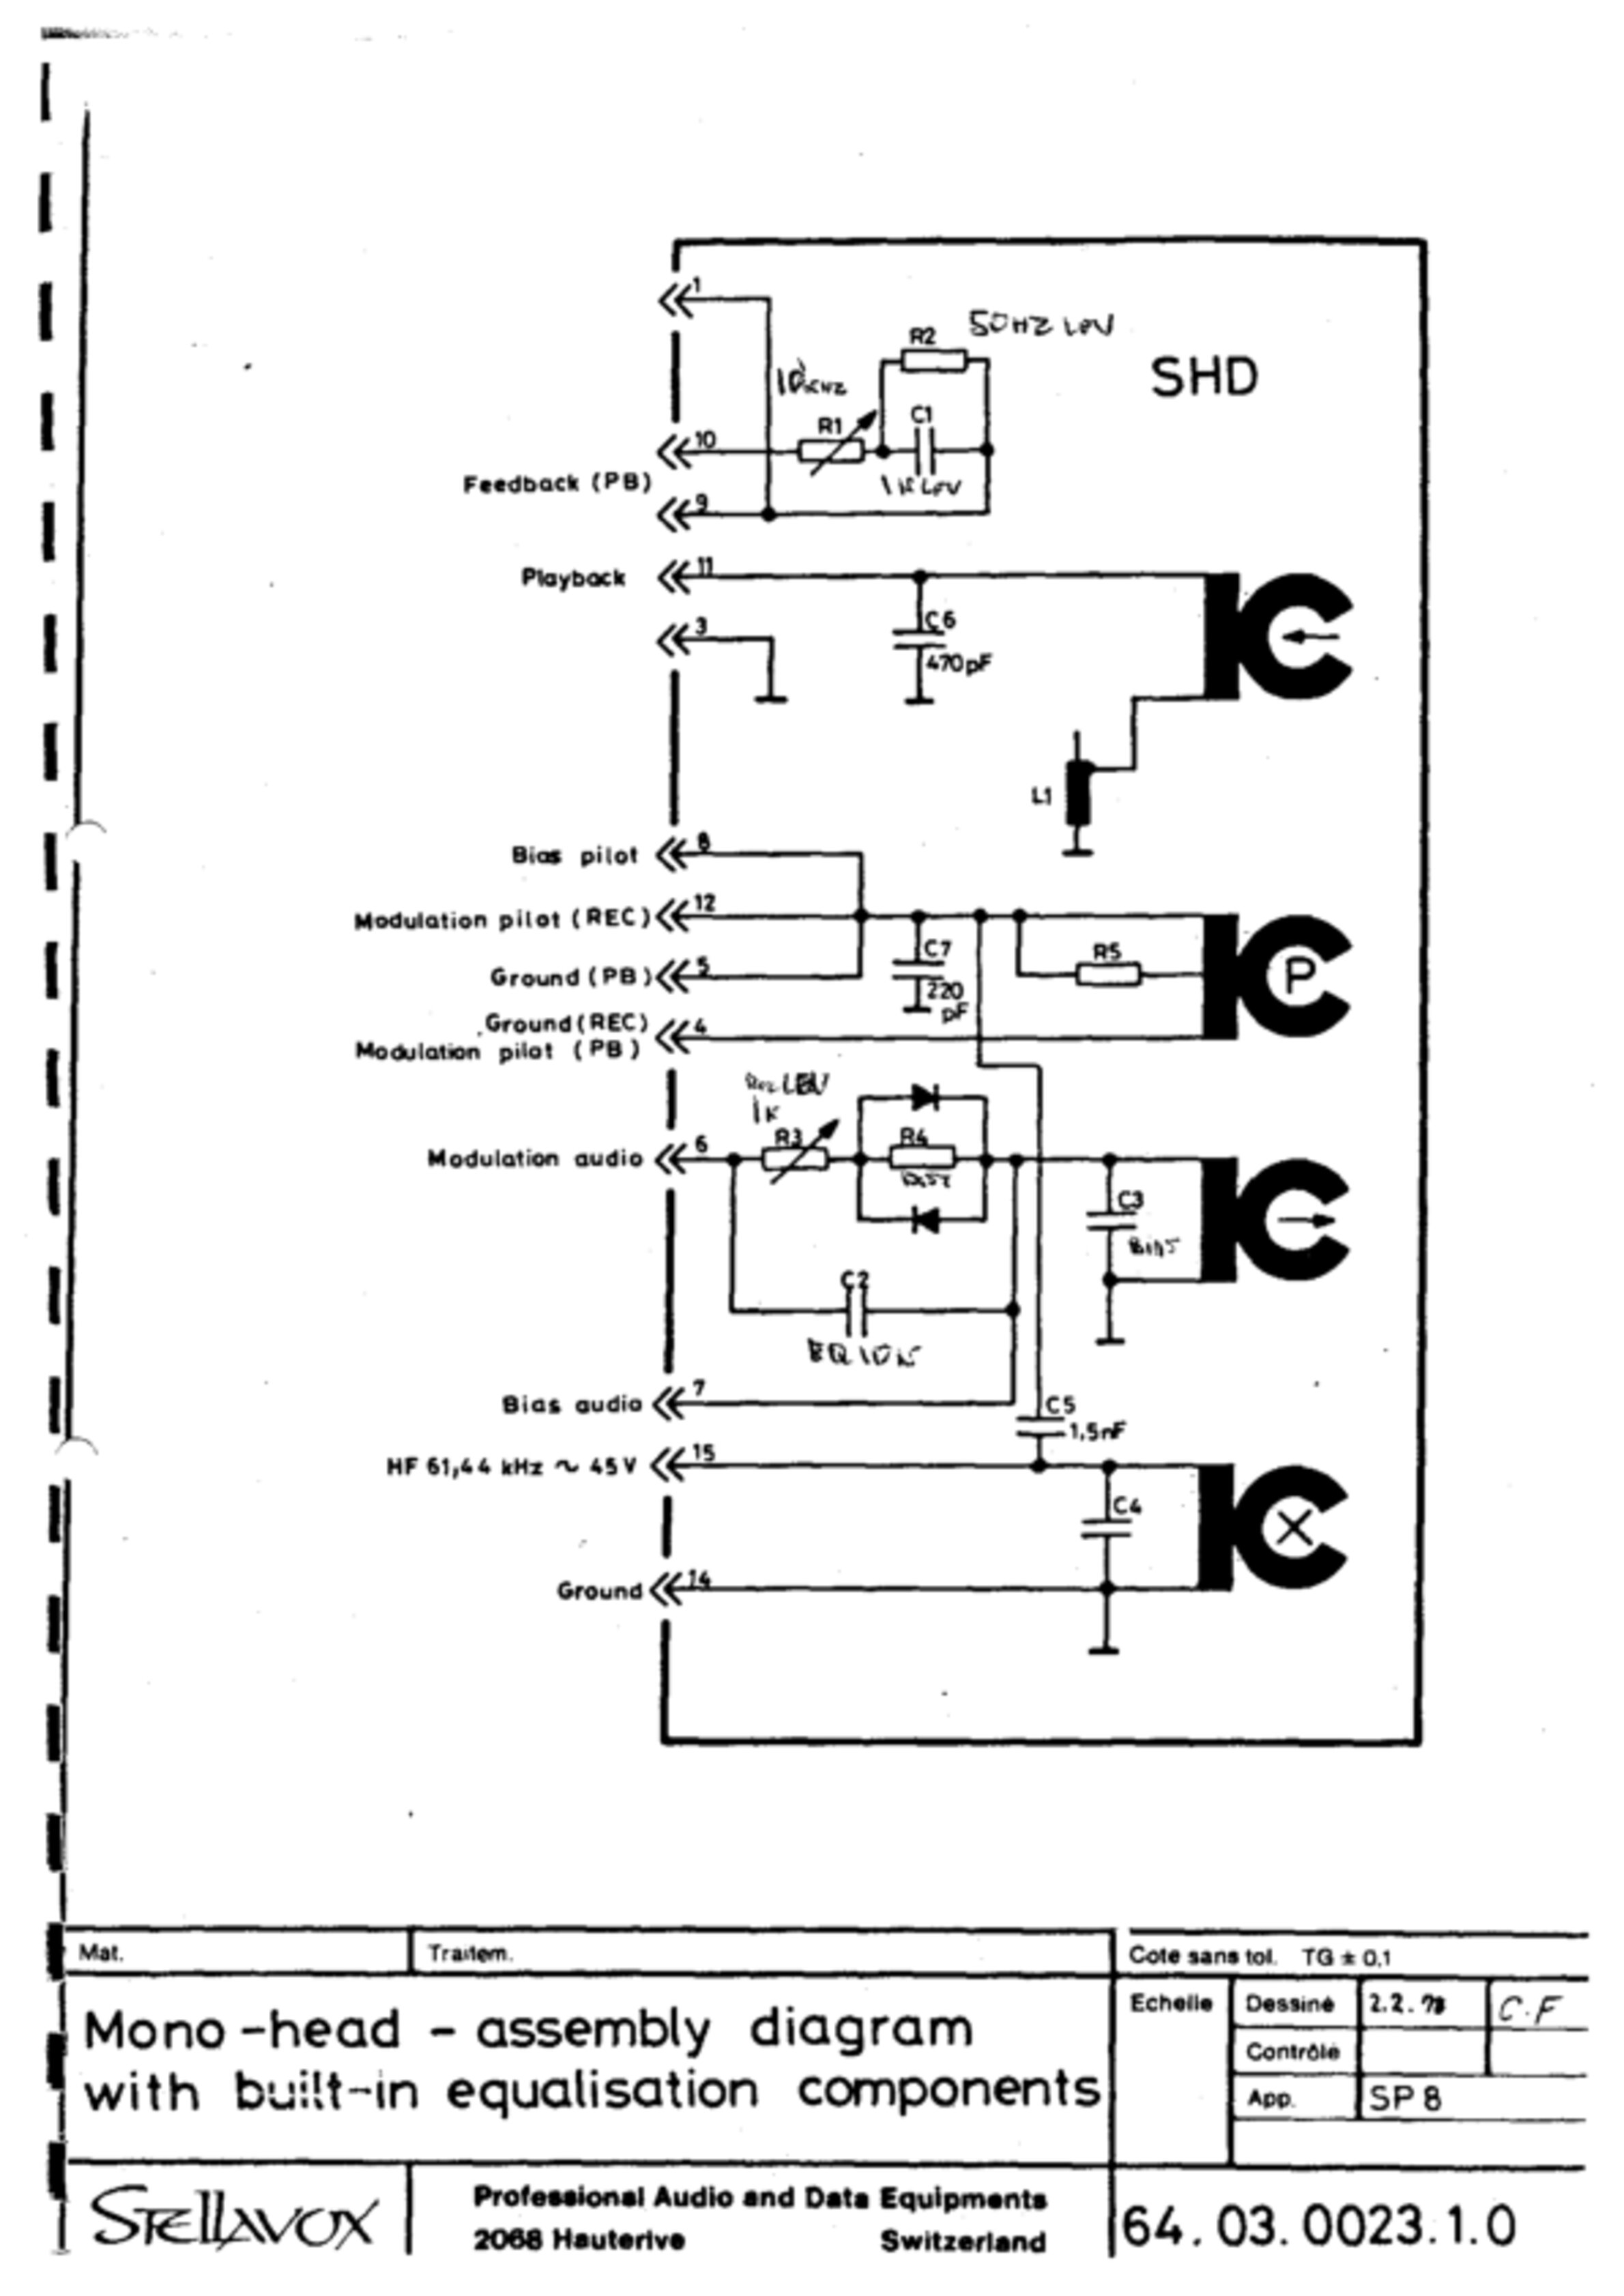 1
R2 50HZ LEV
SHD
10KHZ
R1 C1
10
1K LEV
Feedback (PB)
9
Playback 11
3 C6
470pF
L1
Bias pilot 8
Modulation pilot (REC) 12
C7 R5
P
Ground (PB) 5
220
pF
Ground (REC) 4
Modulation pilot (PB)
REC LEV
1K
R3 R4
Modulation audio 6
C3
BIAS
C2
EQ 10K
Bias audio 7 C5
1,5nF
HF 61,44 kHz ~ 45 V 15
C4
X
Ground 14
Mat. Traitem. Cote sans tol. TG ± 0,1
Echelle Dessiné 2.2.78 C.F
Mono-head - assembly diagram
Contrôle
with built-in equalisation components
App. SP 8
STELLAVOX
Professional Audio and Data Equipments
2068 Hauterive Switzerland
64.03.0023.1.0